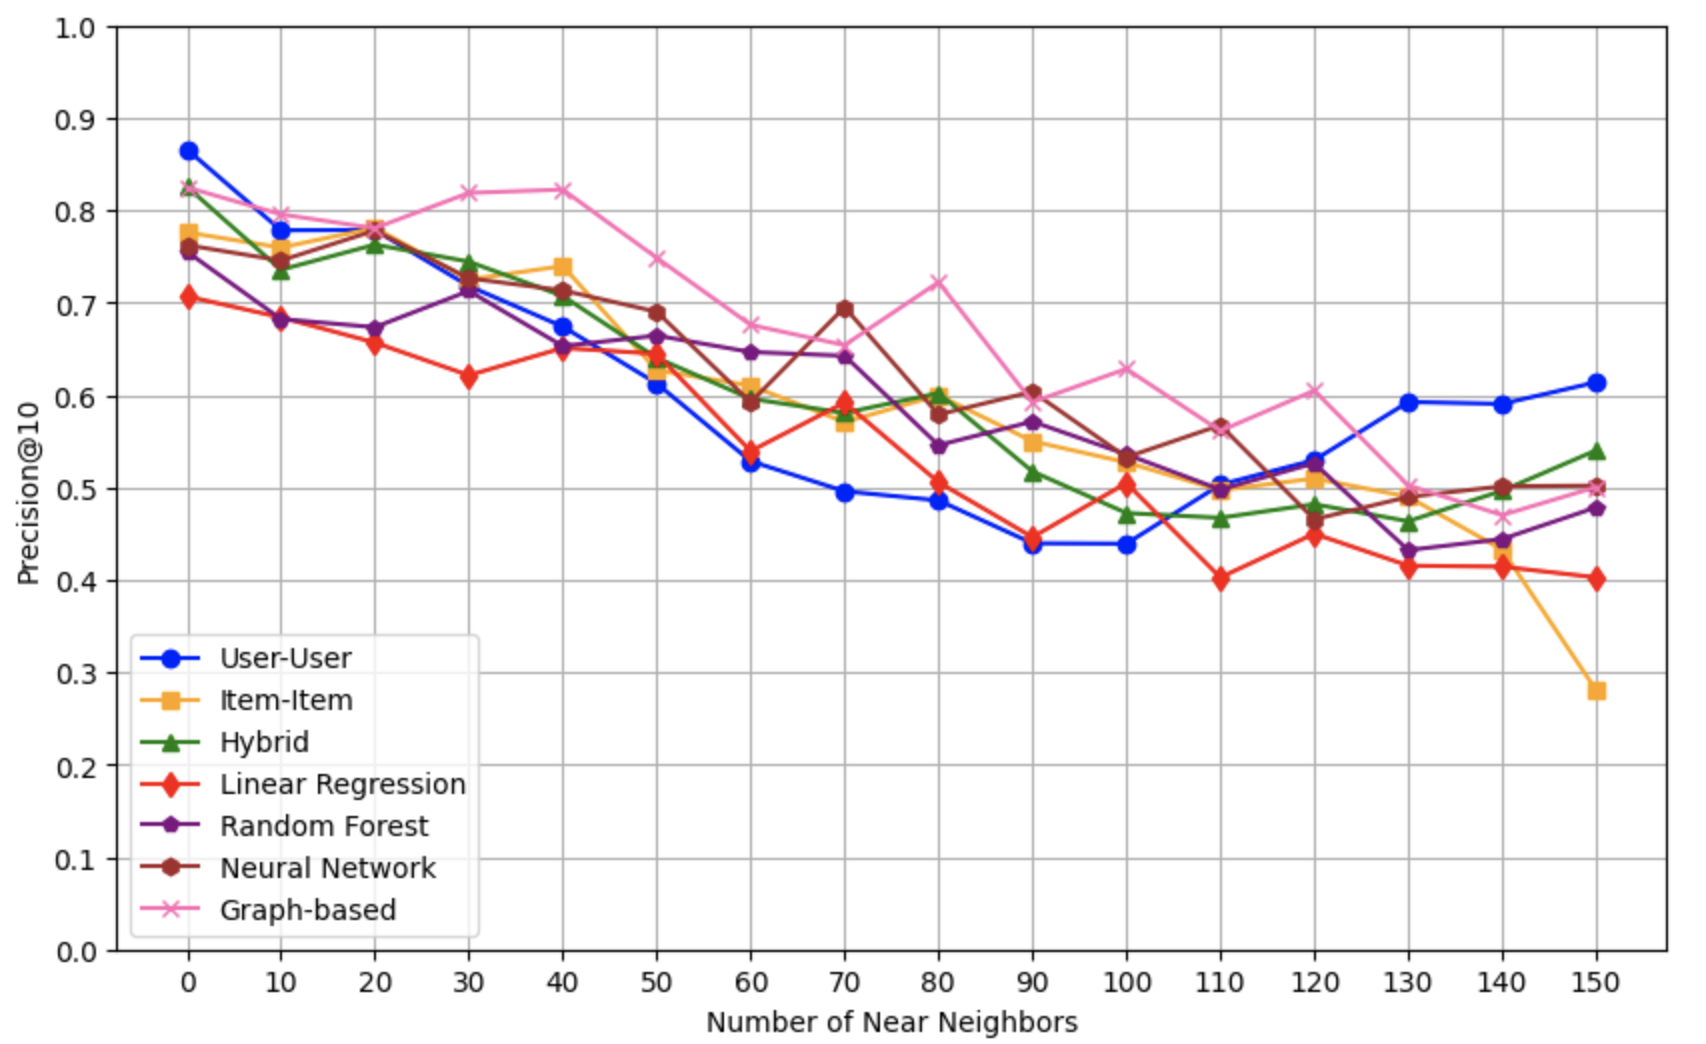 1.0
0.9
0.8
0.7
0.6
0.5
0.4
0.3
0.2
0.1
0.0
Precision@10
User-User
Item-Item
Hybrid
Linear Regression
Random Forest
Neural Network
Graph-based
0 10 20 30 40 50 60 70 80 90 100 110 120 130 140 150
Number of Near Neighbors